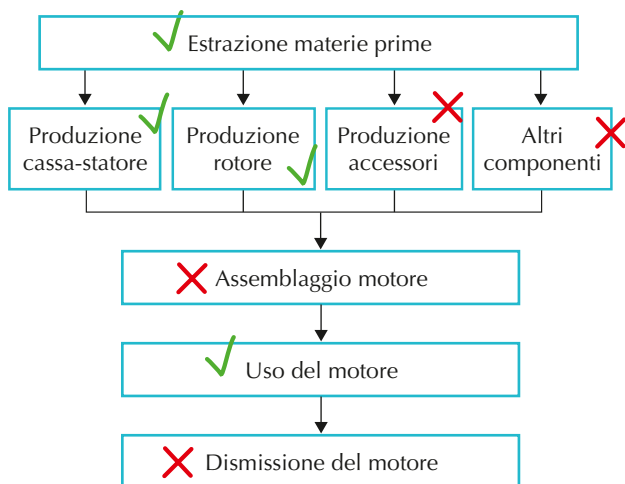 Estrazione materie prime
Produzione
cassa-statore
Produzione
rotore
Produzione
accessori
Altri
componenti
Assemblaggio motore
Uso del motore
Dismissione del motore